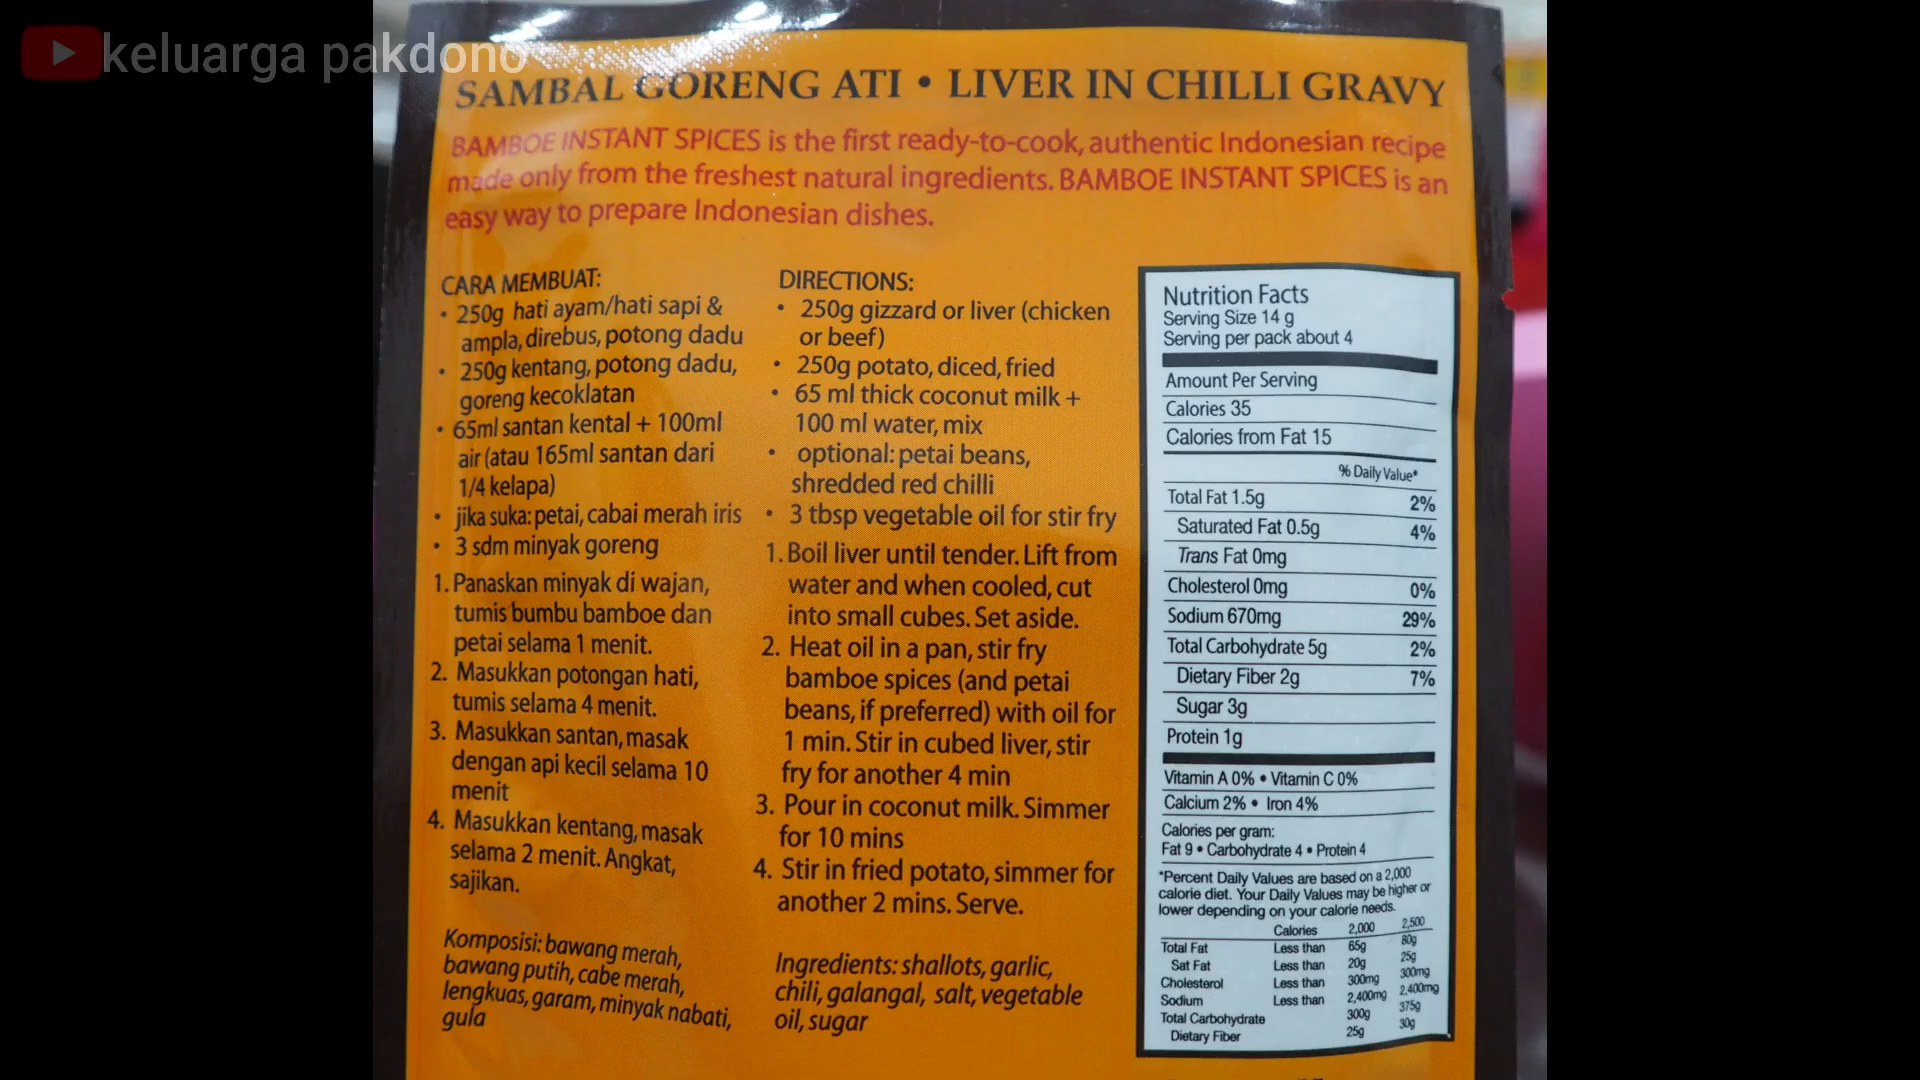 keluarga pakdono
SAMBAL GORENG ATI • LIVER IN CHILLI GRAVY
BAMBOE INSTANT SPICES is the first ready-to-cook, authentic Indonesian recipe
made only from the freshest natural ingredients. BAMBOE INSTANT SPICES is an
easy way to prepare Indonesian dishes.
CARA MEMBUAT:
• 250g hati ayam/hati sapi &
ampla, direbus, potong dadu
• 250g kentang, potong dadu,
goreng kecoklatan
• 65ml santan kental + 100ml
air (atau 165ml santan dari
1/4 kelapa)
• jika suka: petai, cabai merah iris
• 3 sdm minyak goreng
1. Panaskan minyak di wajan,
tumis bumbu bamboe dan
petai selama 1 menit.
2. Masukkan potongan hati,
tumis selama 4 menit.
3. Masukkan santan, masak
dengan api kecil selama 10
menit
4. Masukkan kentang, masak
selama 2 menit. Angkat,
sajikan.
Komposisi: bawang merah,
bawang putih, cabe merah,
lengkuas, garam, minyak nabati,
gula
DIRECTIONS:
• 250g gizzard or liver (chicken
or beef)
• 250g potato, diced, fried
• 65 ml thick coconut milk +
100 ml water, mix
• optional: petai beans,
shredded red chilli
• 3 tbsp vegetable oil for stir fry
1. Boil liver until tender. Lift from
water and when cooled, cut
into small cubes. Set aside.
2. Heat oil in a pan, stir fry
bamboe spices (and petai
beans, if preferred) with oil for
1 min. Stir in cubed liver, stir
fry for another 4 min
3. Pour in coconut milk. Simmer
for 10 mins
4. Stir in fried potato, simmer for
another 2 mins. Serve.
Ingredients: shallots, garlic,
chili, galangal, salt, vegetable
oil, sugar
Nutrition Facts
Serving Size 14 g
Serving per pack about 4
Amount Per Serving
Calories 35
Calories from Fat 15
% Daily Value*
Total Fat 1.5g 2%
Saturated Fat 0.5g 4%
Trans Fat 0mg
Cholesterol 0mg 0%
Sodium 670mg 29%
Total Carbohydrate 5g 2%
Dietary Fiber 2g 7%
Sugar 3g
Protein 1g
Vitamin A 0% • Vitamin C 0%
Calcium 2% • Iron 4%
Calories per gram:
Fat 9 • Carbohydrate 4 • Protein 4
*Percent Daily Values are based on a 2,000
calorie diet. Your Daily Values may be higher or
lower depending on your calorie needs.
Calories 2,000 2,500
Total Fat Less than 65g 80g
Sat Fat Less than 20g 25g
Cholesterol Less than 300mg 300mg
Sodium Less than 2,400mg 2,400mg
Total Carbohydrate 300g 375g
Dietary Fiber 25g 30g